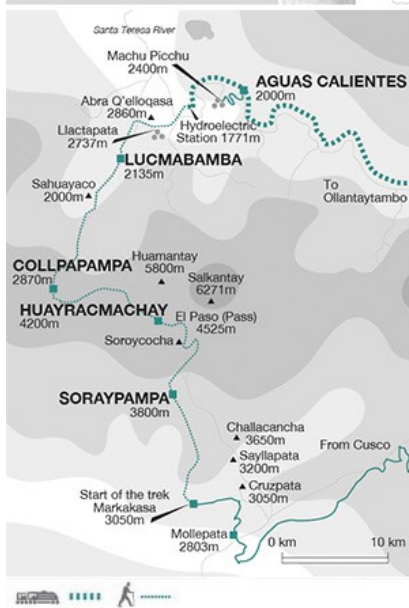 Santa Teresa River
Machu Picchu
2400m
AGUAS CALIENTES
2000m
Abra Q'elloqasa
2860m
Llactapata
2737m
Hydroelectric
Station 1771m
LUCMABAMBA
2135m
To
Ollantaytambo
Sahuayaco
2000m
COLLPAPAMPA
2870m
Huamantay
5800m
Salkantay
6271m
HUAYRACMACHAY
4200m
El Paso (Pass)
4525m
Soroycocha
SORAYPAMPA
3800m
Challacancha
3650m
From Cusco
Sayllapata
3200m
Cruzpata
3050m
Start of the trek
Markakasa
3050m
Mollepata
2803m
0 km
10 km